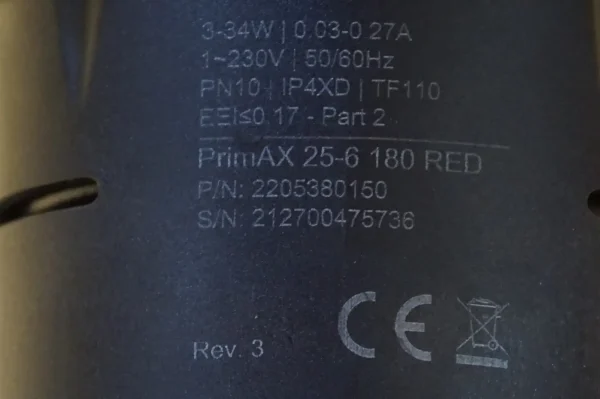 3-34W | 0.03-0.27A
1~230V | 50/60Hz
PN10 | IP4XD | TF110
EEI≤0.17 - Part 2
PrimAX 25-6 180 RED
P/N: 2205380150
S/N: 212700475736
CE
Rev. 3